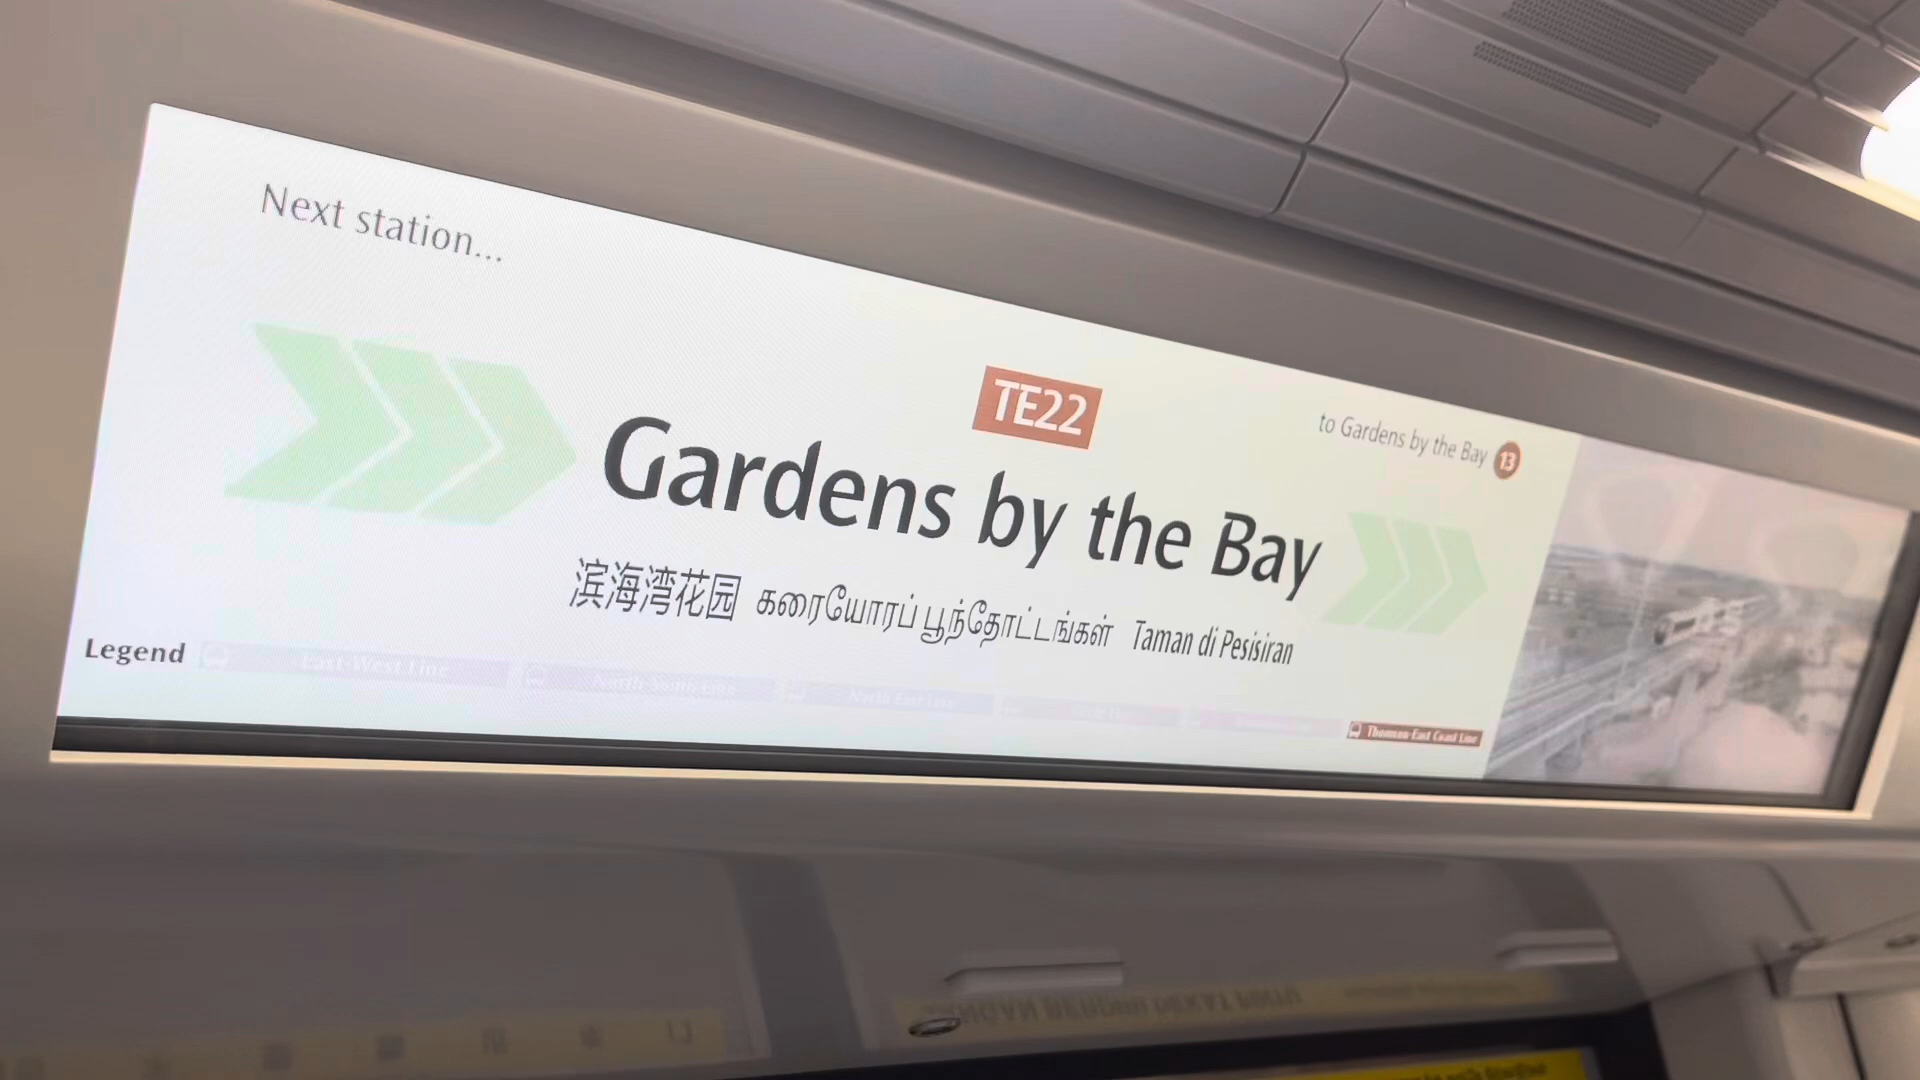 Next station...
TE22
to Gardens by the Bay 13
Gardens by the Bay
滨海湾花园 கரையோரப் பூந்தோட்டங்கள் Taman di Pesisiran
Legend East-West Line North-South Line North East Line Thomson-East Coast Line